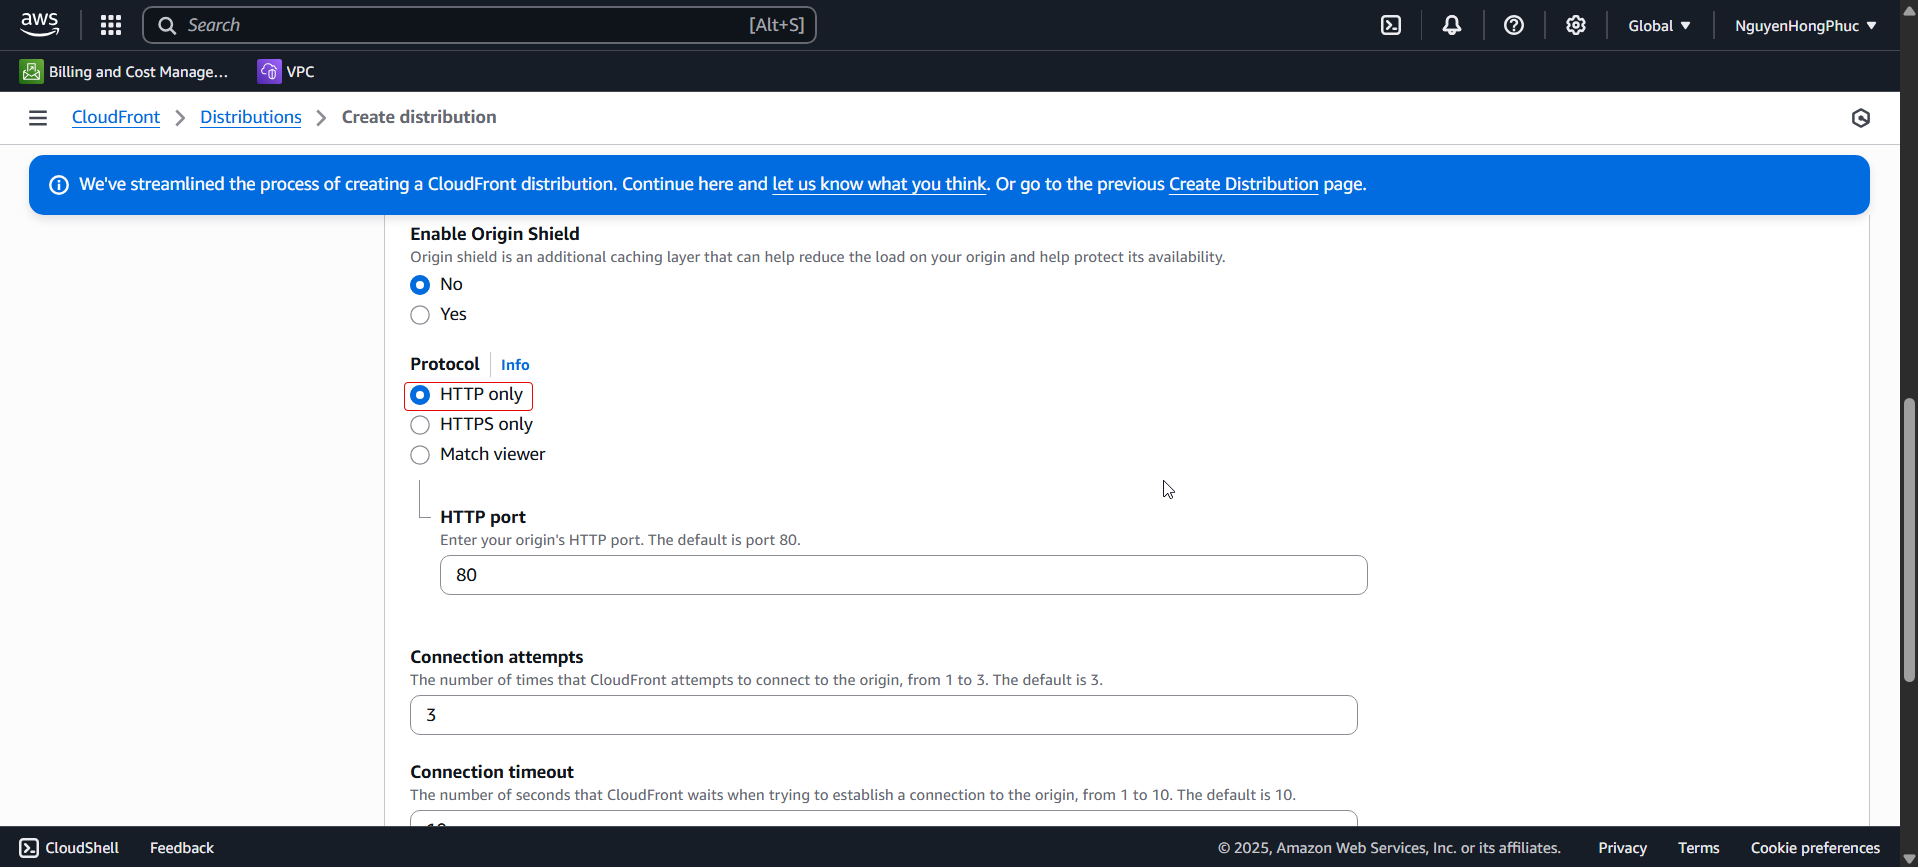 aws
Search
[Alt+S]
Global
NguyenHongPhuc
Billing and Cost Manage...
VPC
CloudFront
Distributions
Create distribution
We've streamlined the process of creating a CloudFront distribution. Continue here and let us know what you think. Or go to the previous Create Distribution page.
Enable Origin Shield
Origin shield is an additional caching layer that can help reduce the load on your origin and help protect its availability.
No
Yes
Protocol
Info
HTTP only
HTTPS only
Match viewer
HTTP port
Enter your origin's HTTP port. The default is port 80.
80
Connection attempts
The number of times that CloudFront attempts to connect to the origin, from 1 to 3. The default is 3.
3
Connection timeout
The number of seconds that CloudFront waits when trying to establish a connection to the origin, from 1 to 10. The default is 10.
CloudShell
Feedback
© 2025, Amazon Web Services, Inc. or its affiliates.
Privacy
Terms
Cookie preferences